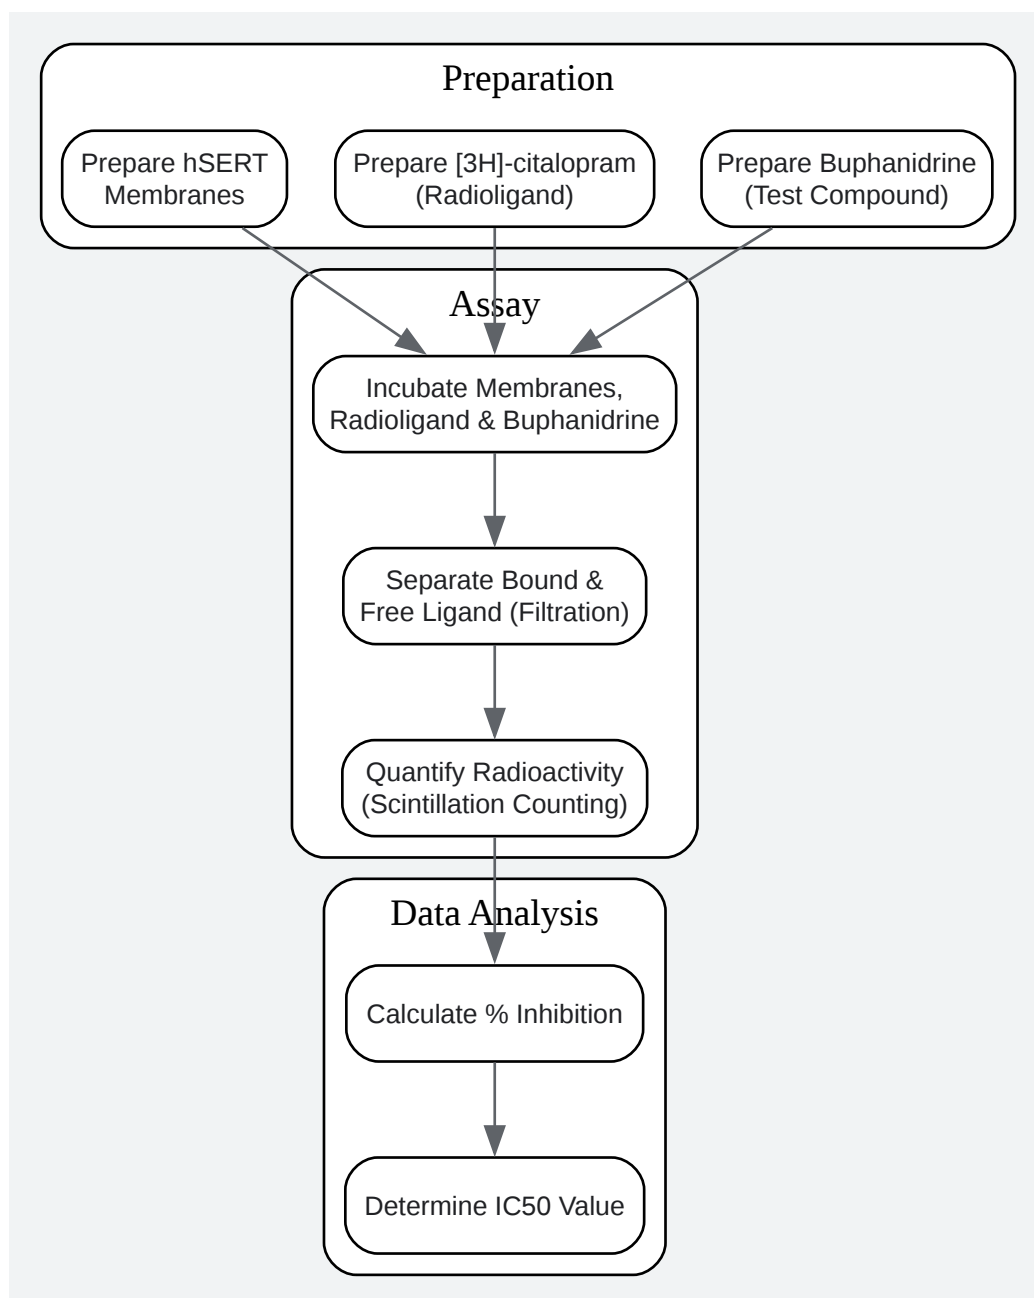 Preparation
Prepare hSERT
Membranes
Prepare [3H]-citalopram
(Radioligand)
Prepare Buphanidrine
(Test Compound)
Assay
Incubate Membranes,
Radioligand & Buphanidrine
Separate Bound &
Free Ligand (Filtration)
Quantify Radioactivity
(Scintillation Counting)
Data Analysis
Calculate % Inhibition
Determine IC50 Value